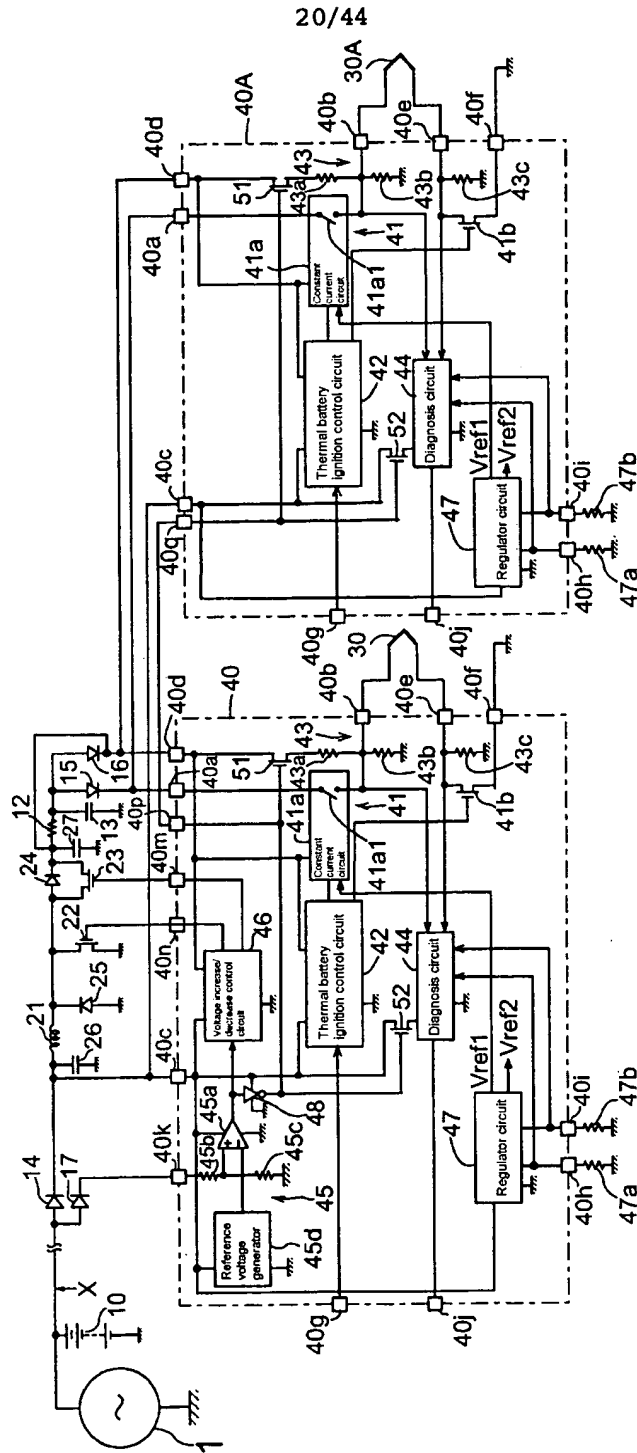 20/44
1
10
X
14
17
26
21
25
22
24
23
27
12
13
15
16
40k
40c
40n
40m
40p
40a
40d
40
45b
45a
45c
45
45d
Reference voltage generator
48
46
Voltage increase/ decrease control circuit
51
43a
43
43b
43c
41a
Constant current circuit
41a1
41
41b
42
Thermal battery ignition control circuit
52
44
Diagnosis circuit
47
Regulator circuit
Vref1
Vref2
40g
40j
40h
40i
47a
47b
40b
40e
40f
30
40q
40c
40a
40d
40A
51
43a
43
43b
43c
41a
Constant current circuit
41a1
41
41b
Thermal battery ignition control circuit
42
52
44
Diagnosis circuit
47
Regulator circuit
Vref1
Vref2
40g
40j
40h
40i
47a
47b
40b
40e
40f
30A